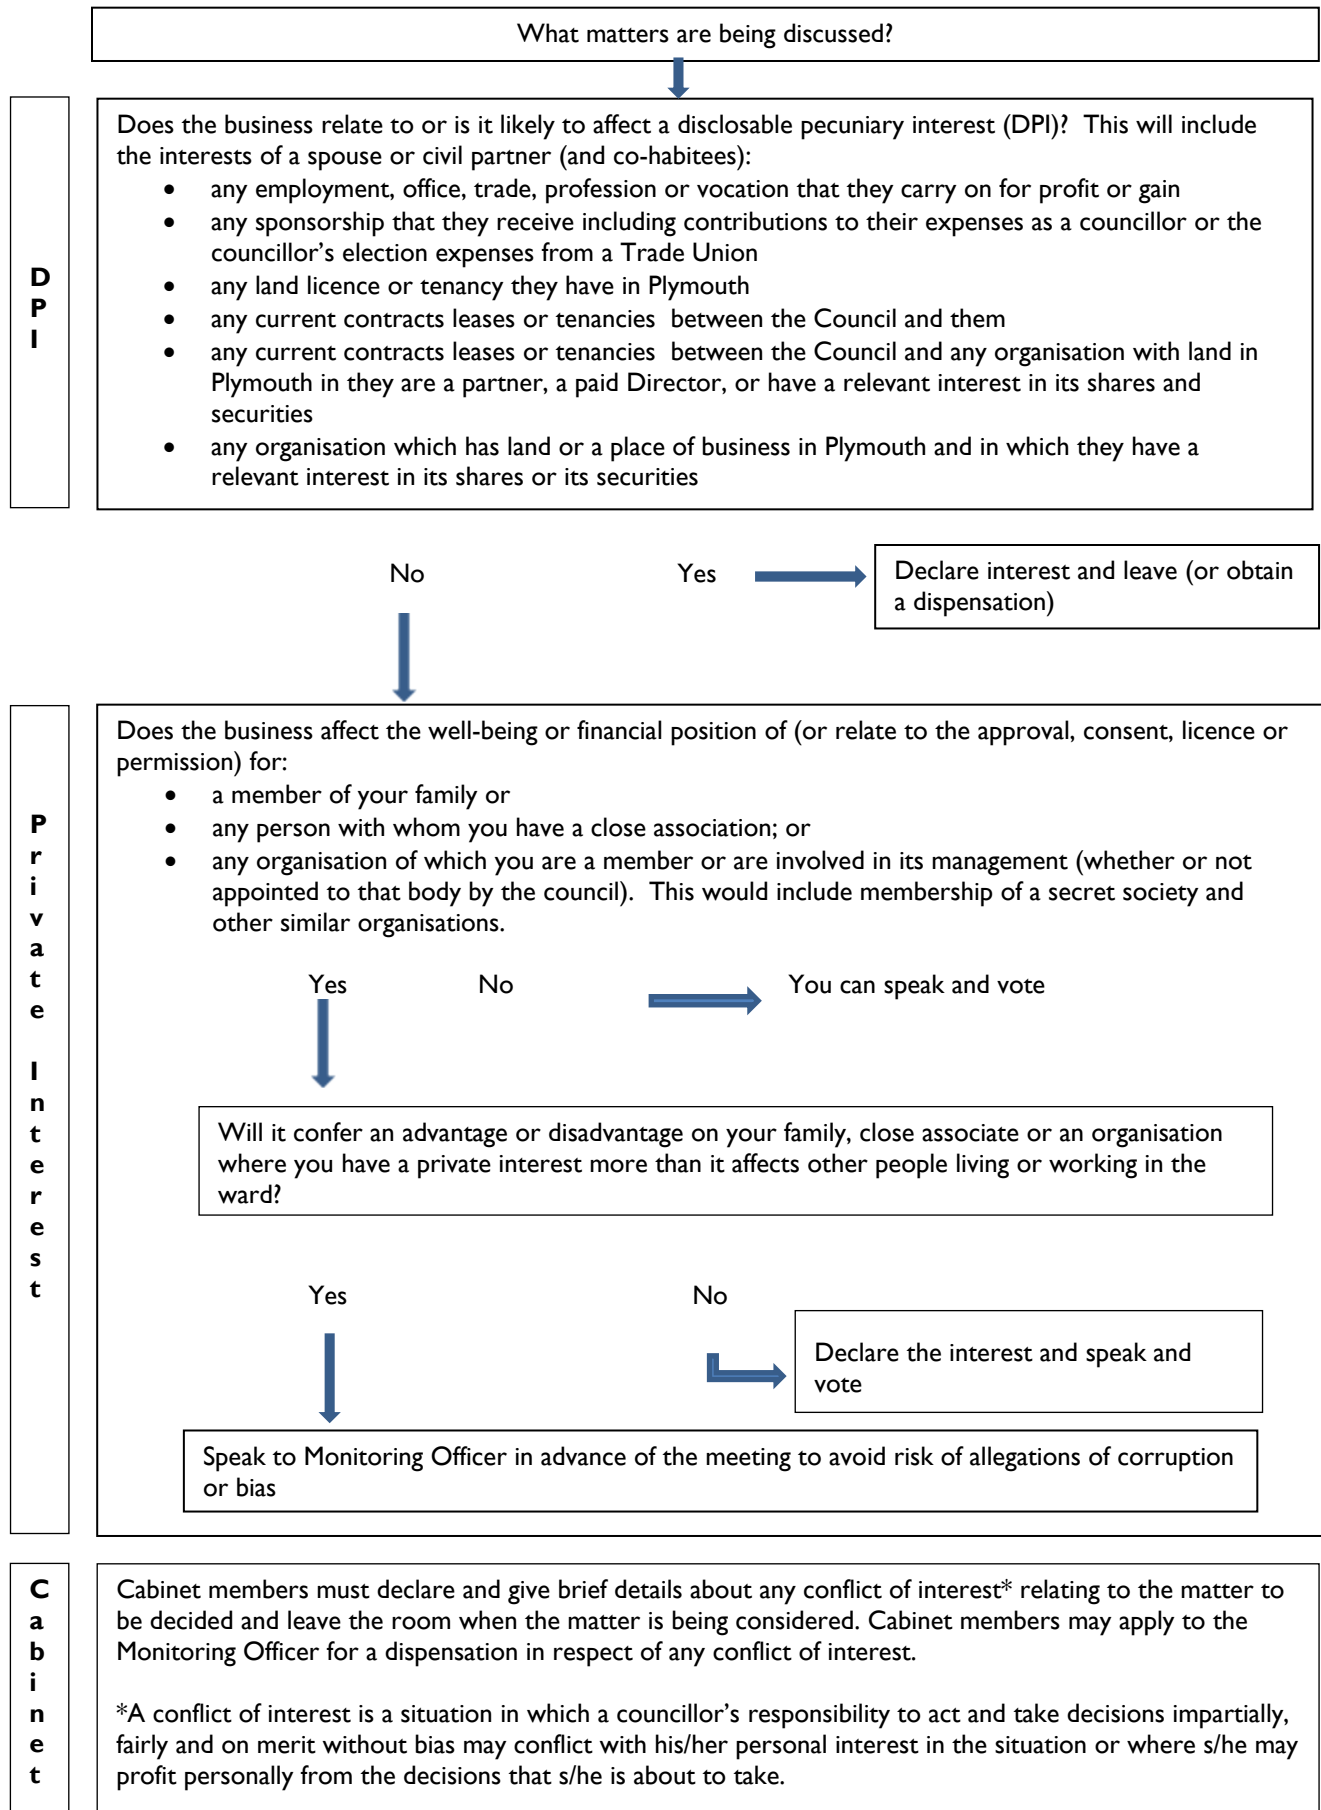 What matters are being discussed?
DPI
Does the business relate to or is it likely to affect a disclosable pecuniary interest (DPI)? This will include
the interests of a spouse or civil partner (and co-habitees):
• any employment, office, trade, profession or vocation that they carry on for profit or gain
• any sponsorship that they receive including contributions to their expenses as a councillor or the
councillor's election expenses from a Trade Union
• any land licence or tenancy they have in Plymouth
• any current contracts leases or tenancies between the Council and them
• any current contracts leases or tenancies between the Council and any organisation with land in
Plymouth in they are a partner, a paid Director, or have a relevant interest in its shares and
securities
• any organisation which has land or a place of business in Plymouth and in which they have a
relevant interest in its shares or its securities
No
Yes
Declare interest and leave (or obtain
a dispensation)
Private Interest
Does the business affect the well-being or financial position of (or relate to the approval, consent, licence or
permission) for:
• a member of your family or
• any person with whom you have a close association; or
• any organisation of which you are a member or are involved in its management (whether or not
appointed to that body by the council). This would include membership of a secret society and
other similar organisations.
Yes
No
You can speak and vote
Will it confer an advantage or disadvantage on your family, close associate or an organisation
where you have a private interest more than it affects other people living or working in the
ward?
Yes
No
Declare the interest and speak and
vote
Speak to Monitoring Officer in advance of the meeting to avoid risk of allegations of corruption
or bias
Cabinet
Cabinet members must declare and give brief details about any conflict of interest* relating to the matter to
be decided and leave the room when the matter is being considered. Cabinet members may apply to the
Monitoring Officer for a dispensation in respect of any conflict of interest.
*A conflict of interest is a situation in which a councillor's responsibility to act and take decisions impartially,
fairly and on merit without bias may conflict with his/her personal interest in the situation or where s/he may
profit personally from the decisions that s/he is about to take.